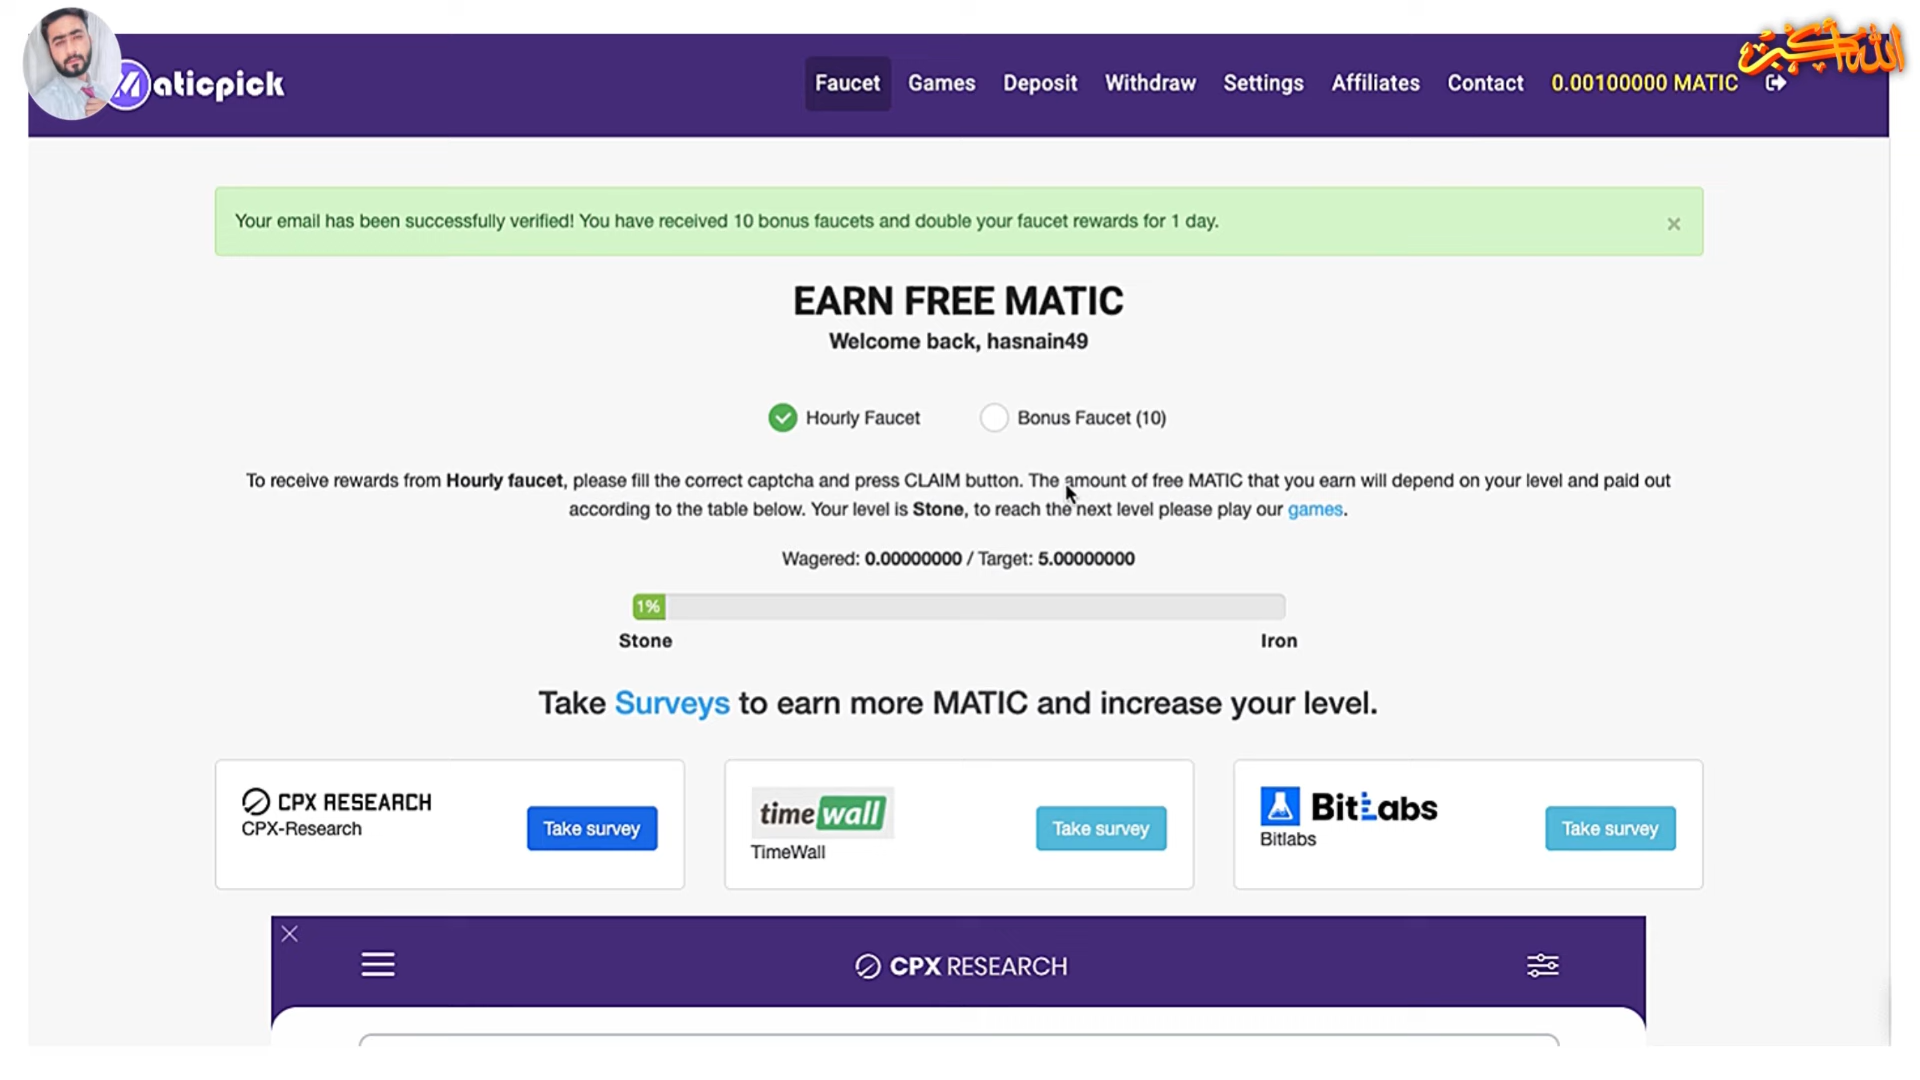 Maticpick
Faucet Games Deposit Withdraw Settings Affiliates Contact 0.00100000 MATIC
الله اكبر
Your email has been successfully verified! You have received 10 bonus faucets and double your faucet rewards for 1 day.
×
EARN FREE MATIC
Welcome back, hasnain49
Hourly Faucet Bonus Faucet (10)
To receive rewards from Hourly faucet, please fill the correct captcha and press CLAIM button. The amount of free MATIC that you earn will depend on your level and paid out
according to the table below. Your level is Stone, to reach the next level please play our games.
Wagered: 0.00000000 / Target: 5.00000000
1%
Stone Iron
Take Surveys to earn more MATIC and increase your level.
CPX RESEARCH
CPX-Research
Take survey
timewall
TimeWall
Take survey
BitLabs
Bitlabs
Take survey
CPX RESEARCH